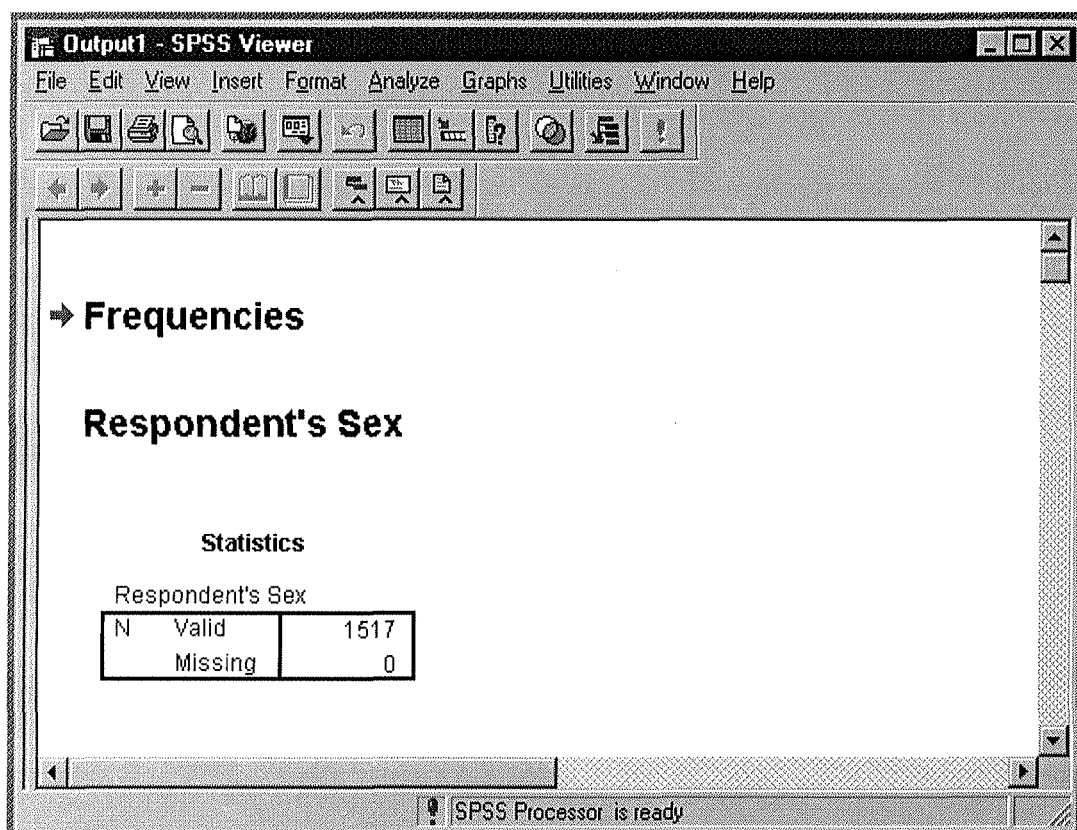 Output1 - SPSS Viewer
File Edit View Insert Format Analyze Graphs Utilities Window Help
Frequencies
Respondent's Sex
Statistics
Respondent's Sex
N Valid 1517
Missing 0
SPSS Processor is ready